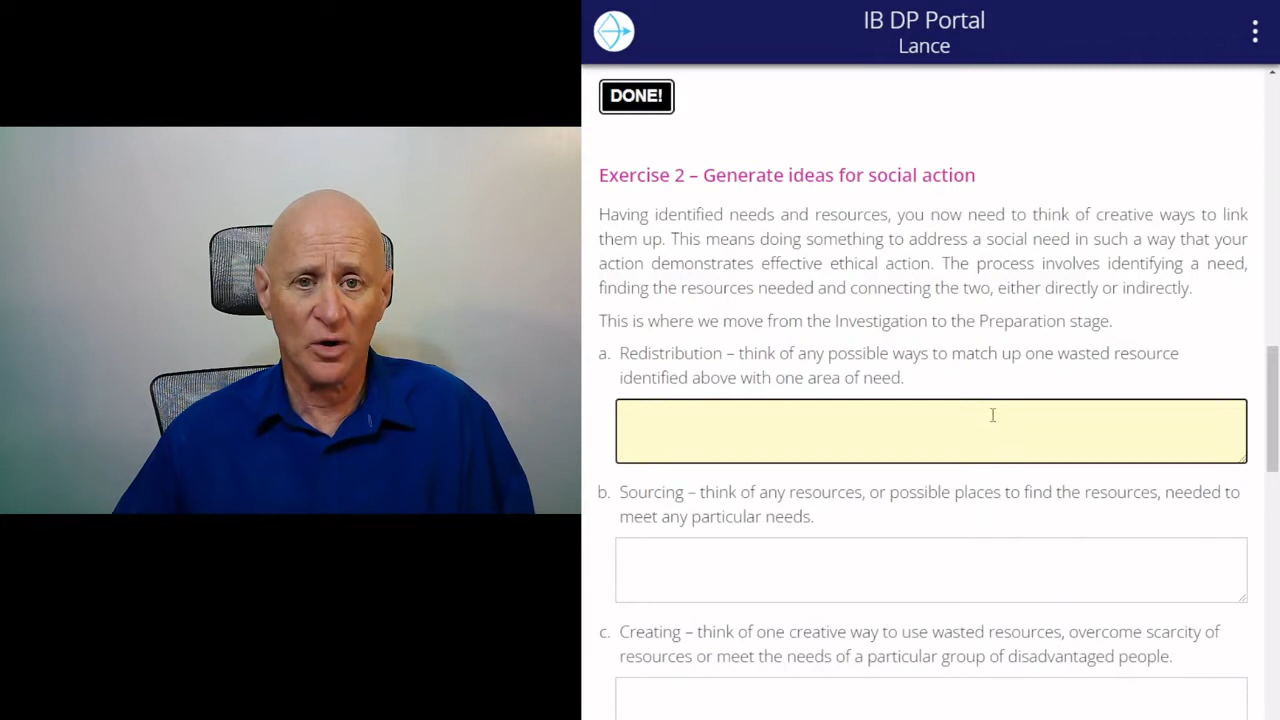 IB DP Portal
Lance
DONE!
Exercise 2 – Generate ideas for social action
Having identified needs and resources, you now need to think of creative ways to link
them up. This means doing something to address a social need in such a way that your
action demonstrates effective ethical action. The process involves identifying a need,
finding the resources needed and connecting the two, either directly or indirectly.
This is where we move from the Investigation to the Preparation stage.
a. Redistribution – think of any possible ways to match up one wasted resource
identified above with one area of need.
b. Sourcing – think of any resources, or possible places to find the resources, needed to
meet any particular needs.
c. Creating – think of one creative way to use wasted resources, overcome scarcity of
resources or meet the needs of a particular group of disadvantaged people.